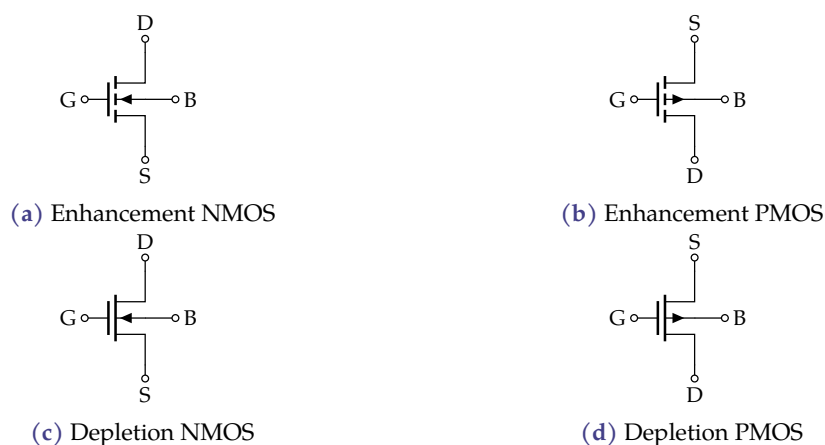 D
S
G
B
G
B
S
D
(a) Enhancement NMOS
(b) Enhancement PMOS
D
S
G
B
G
B
S
D
(c) Depletion NMOS
(d) Depletion PMOS